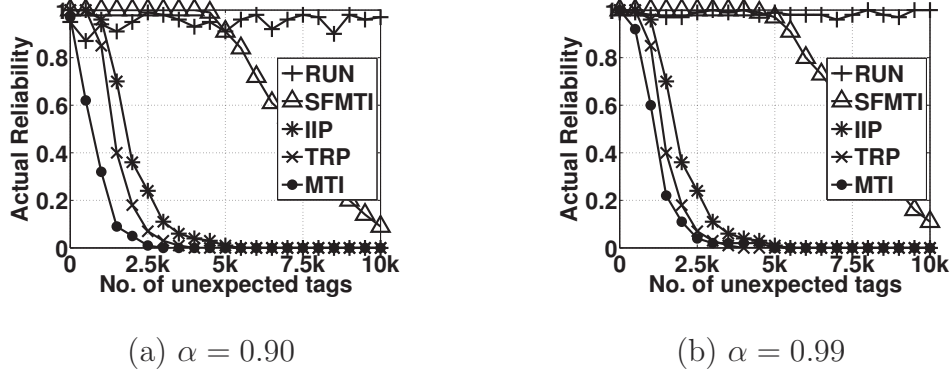 Actual Reliability
1
0.8
0.6
0.4
0.2
0
0 2.5k 5k 7.5k 10k
No. of unexpected tags
RUN
SFMTI
IIP
TRP
MTI
(a) α = 0.90
Actual Reliability
1
0.8
0.6
0.4
0.2
0
0 2.5k 5k 7.5k 10k
No. of unexpected tags
RUN
SFMTI
IIP
TRP
MTI
(b) α = 0.99